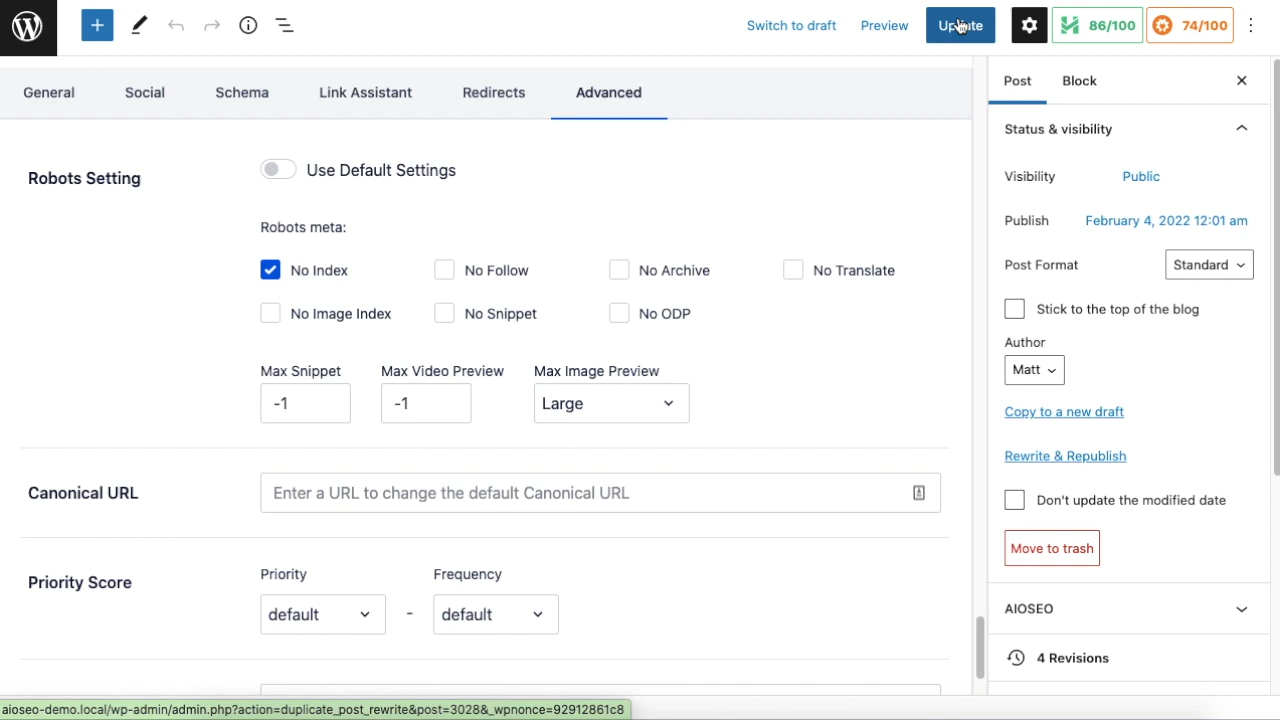 Switch to draft Preview Update 86/100 74/100
General Social Schema Link Assistant Redirects Advanced
Robots Setting
Use Default Settings
Robots meta:
No Index No Follow No Archive No Translate
No Image Index No Snippet No ODP
Max Snippet Max Video Preview Max Image Preview
-1 -1 Large
Canonical URL
Enter a URL to change the default Canonical URL
Priority Score
Priority Frequency
default - default
aioseo-demo.local/wp-admin/admin.php?action=duplicate_post_rewrite&post=3028&_wpnonce=92912861c8
Post Block
Status & visibility
Visibility Public
Publish February 4, 2022 12:01 am
Post Format Standard
Stick to the top of the blog
Author
Matt
Copy to a new draft
Rewrite & Republish
Don't update the modified date
Move to trash
AIOSEO
4 Revisions